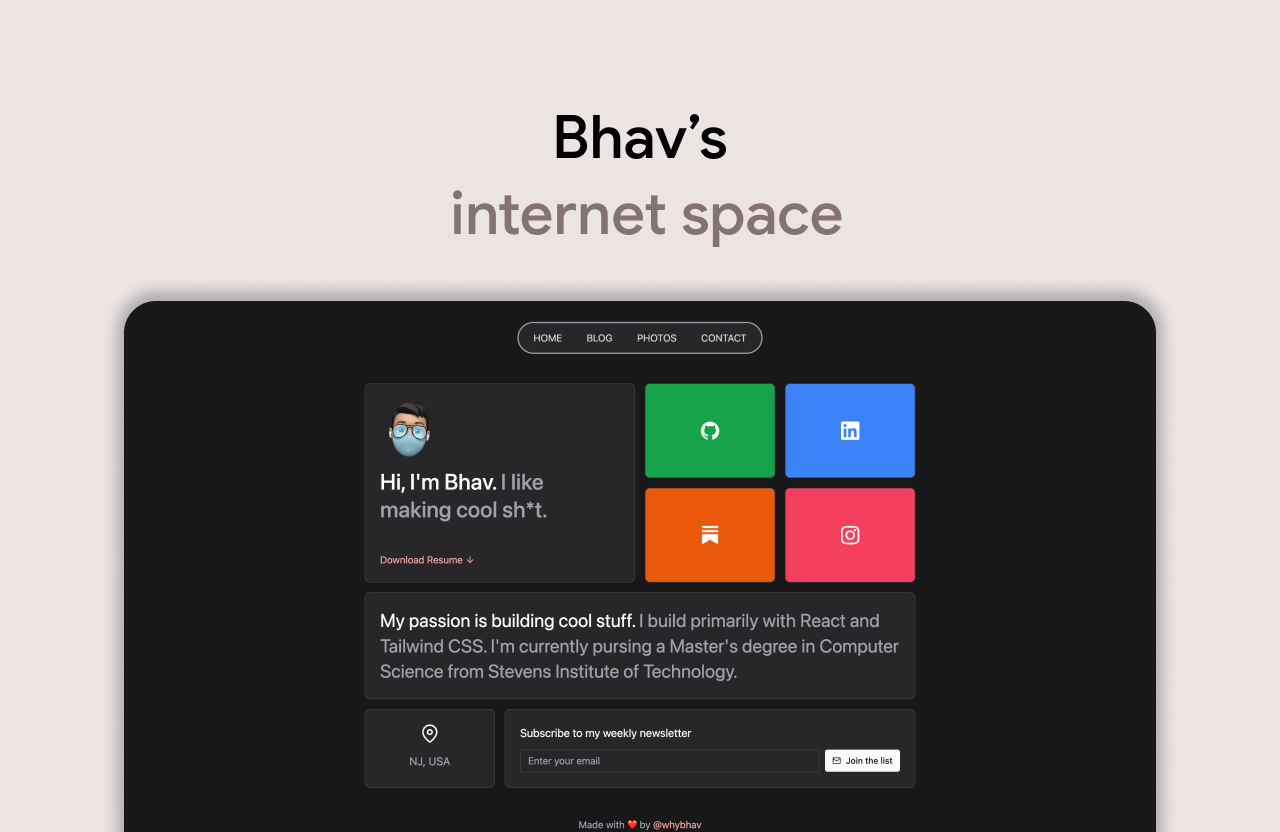 Bhav’s
internet space
HOME BLOG PHOTOS CONTACT
Hi, I'm Bhav. I like
making cool sh*t.
Download Resume ↓
in
My passion is building cool stuff. I build primarily with React and
Tailwind CSS. I'm currently pursing a Master's degree in Computer
Science from Stevens Institute of Technology.
NJ, USA
Subscribe to my weekly newsletter
Enter your email
Join the list
Made with ❤️ by @whybhav